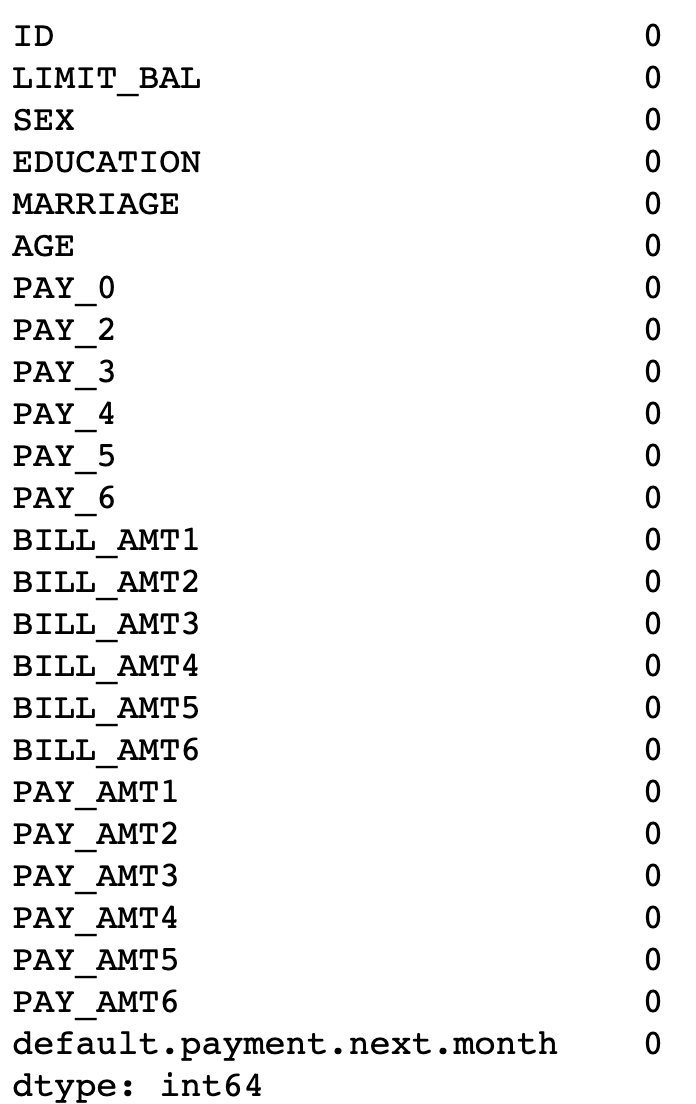 ID 0
LIMIT_BAL 0
SEX 0
EDUCATION 0
MARRIAGE 0
AGE 0
PAY_0 0
PAY_2 0
PAY_3 0
PAY_4 0
PAY_5 0
PAY_6 0
BILL_AMT1 0
BILL_AMT2 0
BILL_AMT3 0
BILL_AMT4 0
BILL_AMT5 0
BILL_AMT6 0
PAY_AMT1 0
PAY_AMT2 0
PAY_AMT3 0
PAY_AMT4 0
PAY_AMT5 0
PAY_AMT6 0
default.payment.next.month 0
dtype: int64